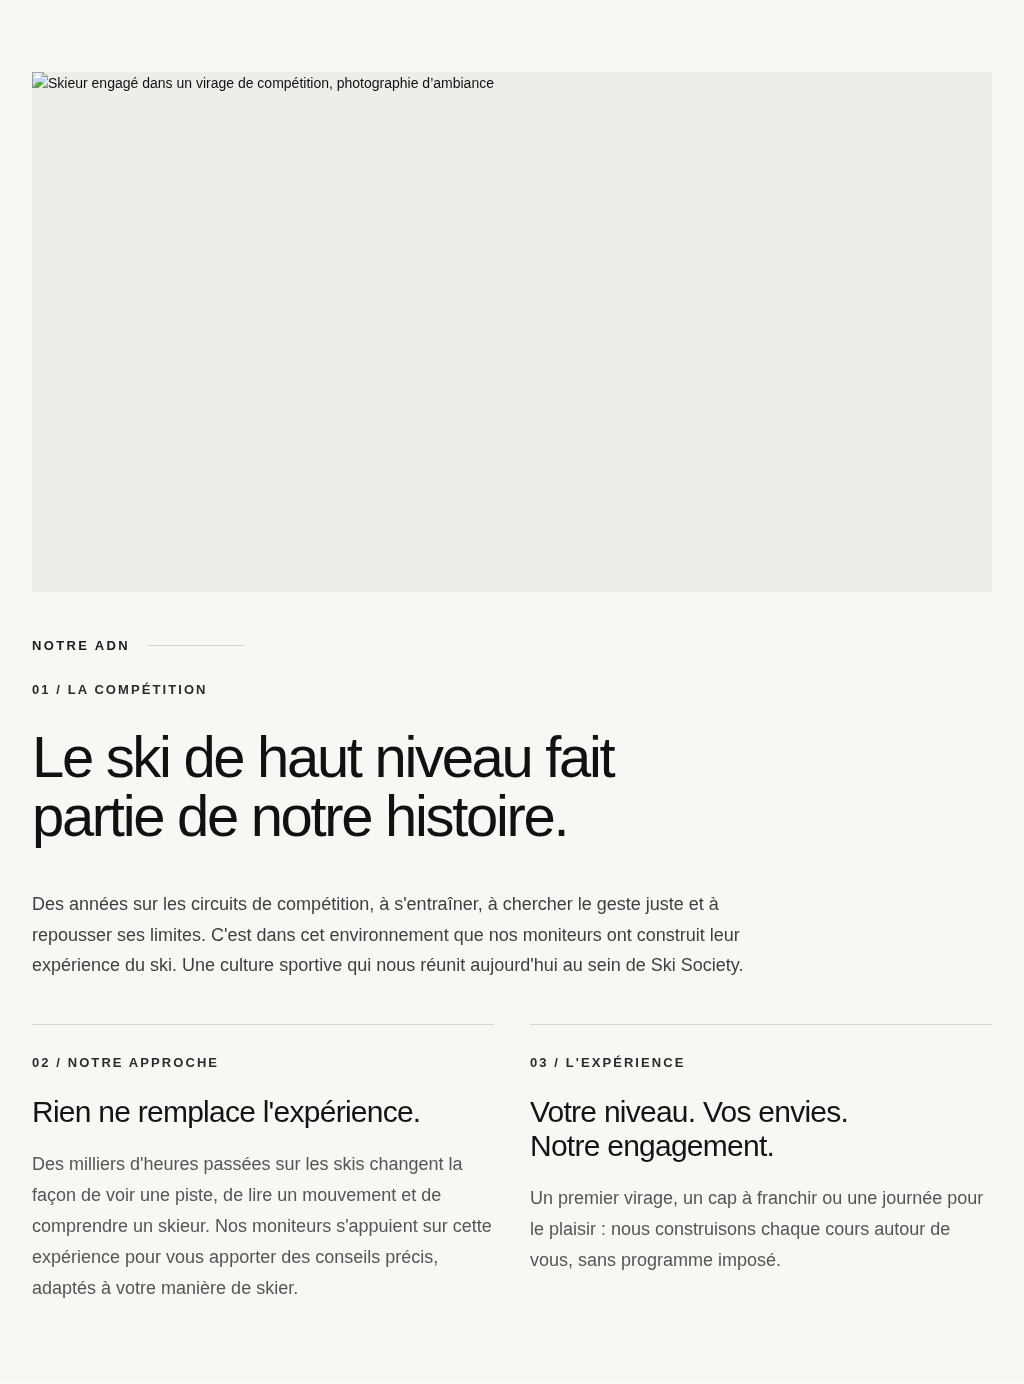 Skieur engagé dans un virage de compétition, photographie d’ambiance
NOTRE ADN
01 / LA COMPÉTITION
Le ski de haut niveau fait
partie de notre histoire.
Des années sur les circuits de compétition, à s'entraîner, à chercher le geste juste et à
repousser ses limites. C'est dans cet environnement que nos moniteurs ont construit leur
expérience du ski. Une culture sportive qui nous réunit aujourd'hui au sein de Ski Society.
02 / NOTRE APPROCHE
Rien ne remplace l'expérience.
Des milliers d'heures passées sur les skis changent la
façon de voir une piste, de lire un mouvement et de
comprendre un skieur. Nos moniteurs s'appuient sur cette
expérience pour vous apporter des conseils précis,
adaptés à votre manière de skier.
03 / L'EXPÉRIENCE
Votre niveau. Vos envies.
Notre engagement.
Un premier virage, un cap à franchir ou une journée pour
le plaisir : nous construisons chaque cours autour de
vous, sans programme imposé.